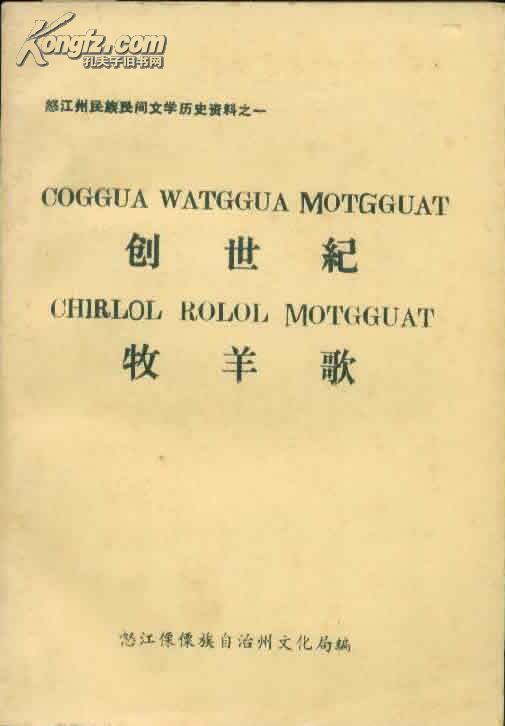 Kongfz.com
孔夫子旧书网
怒江州民族民间文学历史资料之一
COGGUA WATGGUA MOTGGUAT
创世紀
CHIRLOL ROLOL MOTGGUAT
牧羊歌
怒江傈僳族自治州文化局編